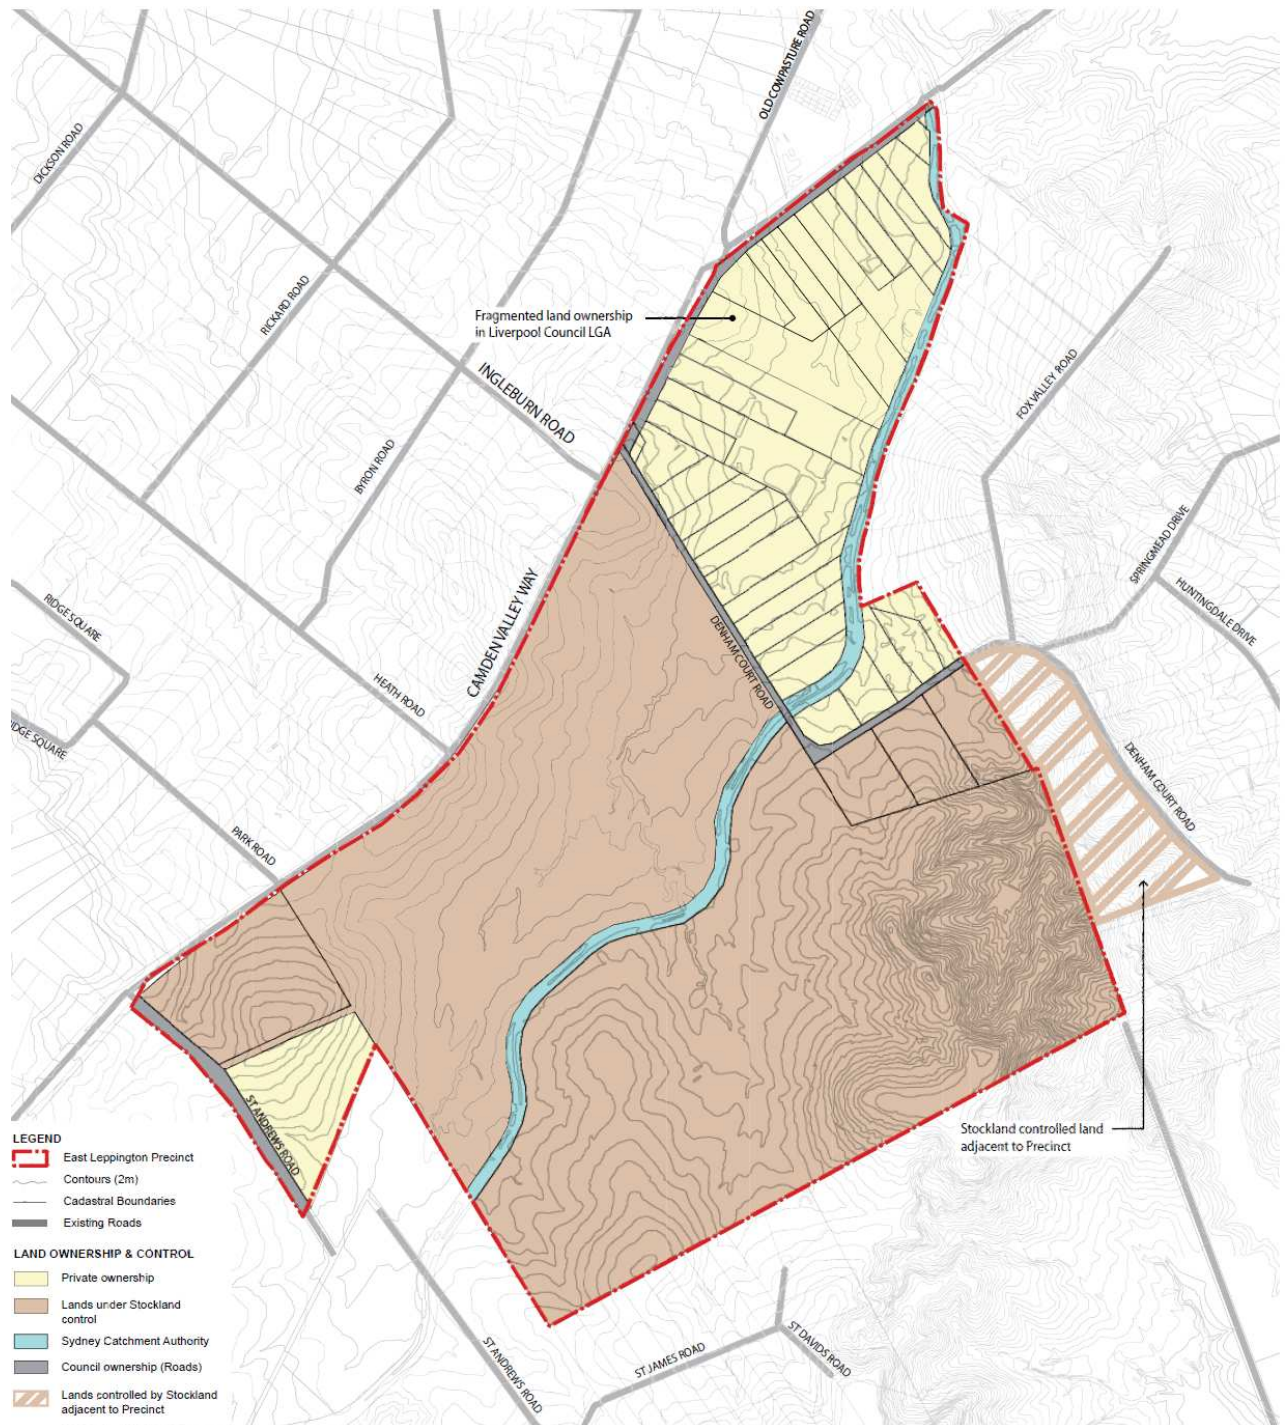 OLD COWPASTURE ROAD
DICKSON ROAD
RICKARD ROAD
Fragmented land ownership
in Liverpool Council LGA
INGLEBURN ROAD
FOX VALLEY ROAD
BYRON ROAD
SPRINGMEAD DRIVE
HUNTINGDALE DRIVE
RIDGE SQUARE
CAMDEN VALLEY WAY
DENHAM COURT ROAD
HEATH ROAD
IDGE SQUARE
DENHAM COURT ROAD
PARK ROAD
ST ANDREWS ROAD
Stockland controlled land
adjacent to Precinct
LEGEND
East Leppington Precinct
Contours (2m)
Cadastral Boundaries
Existing Roads
LAND OWNERSHIP & CONTROL
Private ownership
Lands under Stockland
control
Sydney Catchment Authority
Council ownership (Roads)
Lands controlled by Stockland
adjacent to Precinct
ST ANDREWS ROAD
ST JAMES ROAD
ST DAVIDS ROAD